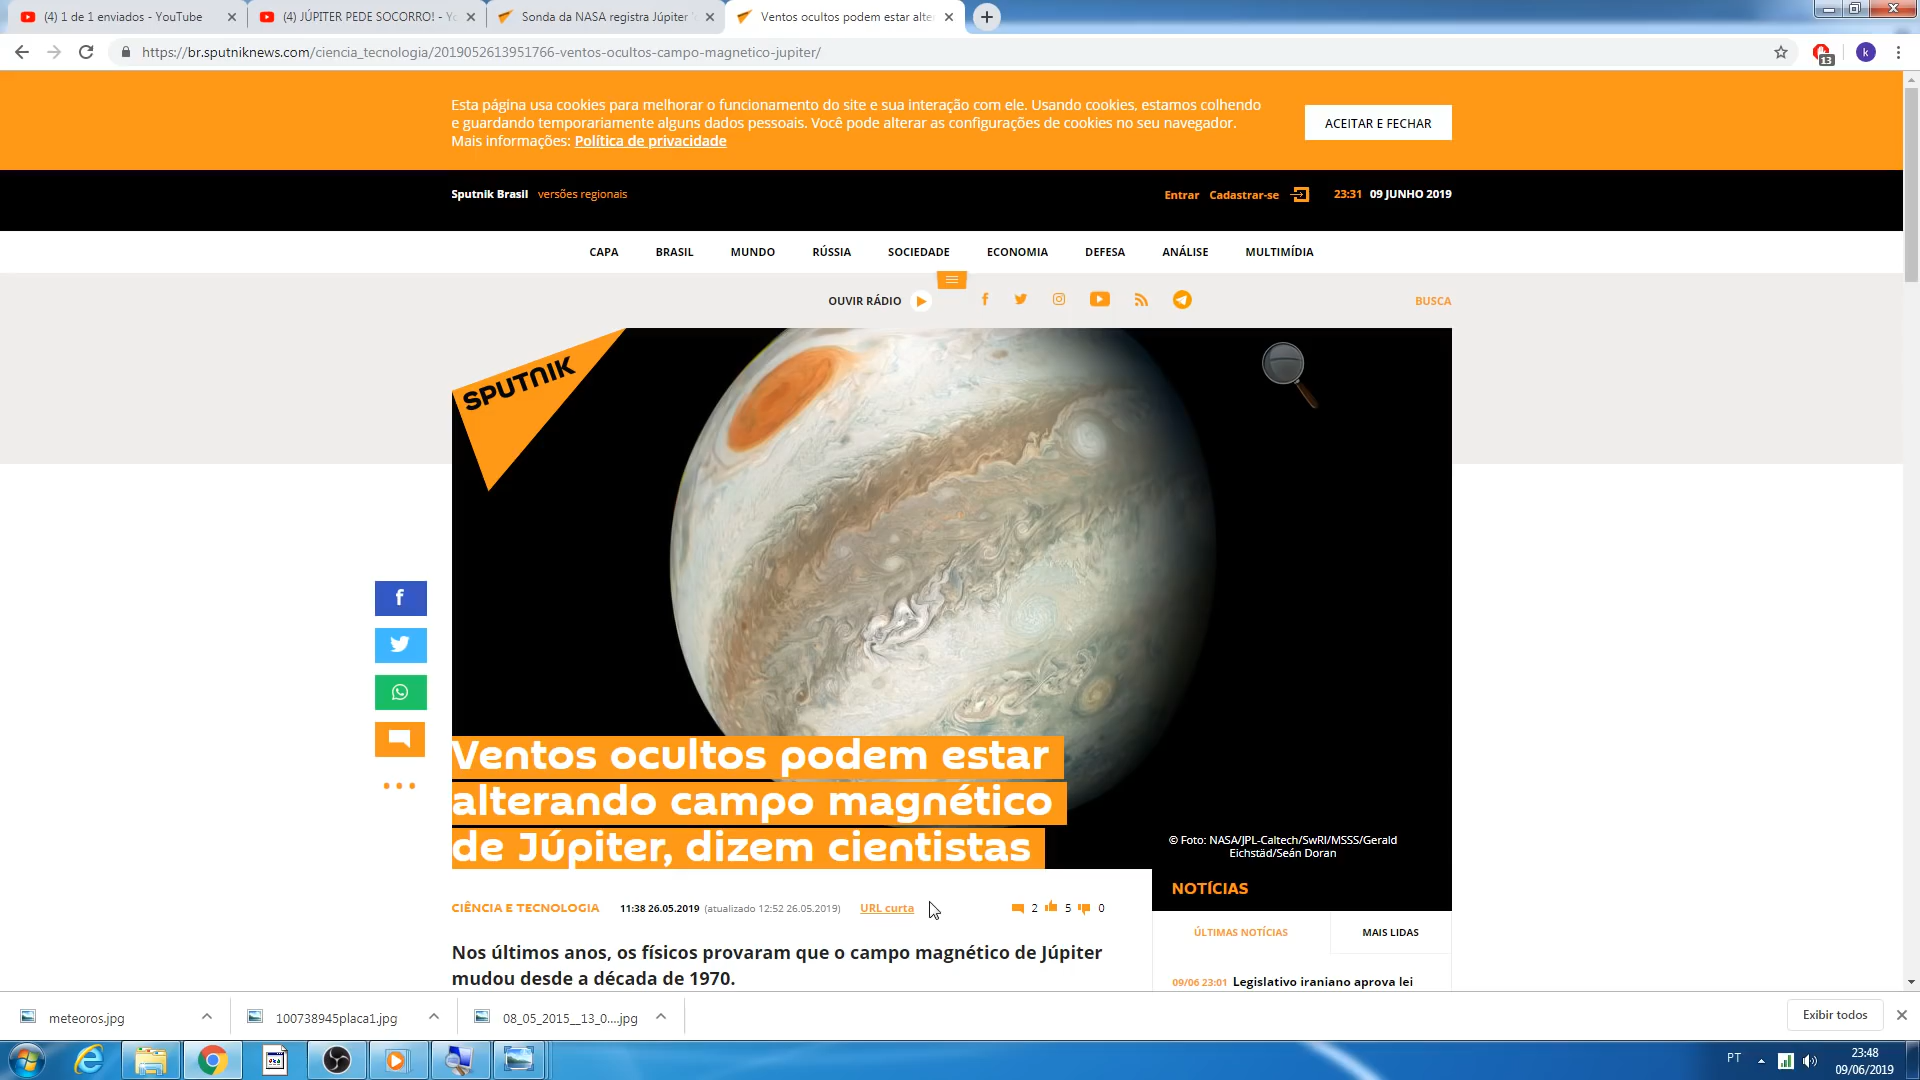 (4) 1 de 1 enviados - YouTube
(4) JÚPITER PEDE SOCORRO! - Yo
Sonda da NASA registra Júpiter
Ventos ocultos podem estar alte
https://br.sputniknews.com/ciencia_tecnologia/2019052613951766-ventos-ocultos-campo-magnetico-jupiter/
13
k
Esta página usa cookies para melhorar o funcionamento do site e sua interação com ele. Usando cookies, estamos colhendo
e guardando temporariamente alguns dados pessoais. Você pode alterar as configurações de cookies no seu navegador.
Mais informações: Política de privacidade
ACEITAR E FECHAR
Sputnik Brasil versões regionais
Entrar Cadastrar-se 23:31 09 JUNHO 2019
CAPA BRASIL MUNDO RÚSSIA SOCIEDADE ECONOMIA DEFESA ANÁLISE MULTIMÍDIA
OUVIR RÁDIO
BUSCA
SPUTNIK
Ventos ocultos podem estar
alterando campo magnético
de Júpiter, dizem cientistas
© Foto: NASA/JPL-Caltech/SwRI/MSSS/Gerald
Eichstäd/Seán Doran
NOTÍCIAS
CIÊNCIA E TECNOLOGIA 11:38 26.05.2019 (atualizado 12:52 26.05.2019) URL curta
2 5 0
ÚLTIMAS NOTÍCIAS MAIS LIDAS
Nos últimos anos, os físicos provaram que o campo magnético de Júpiter
mudou desde a década de 1970.
09/06 23:01 Legislativo iraniano aprova lei
meteoros.jpg
100738945placa1.jpg
08_05_2015__13_0....jpg
Exibir todos
PT
23:48
09/06/2019